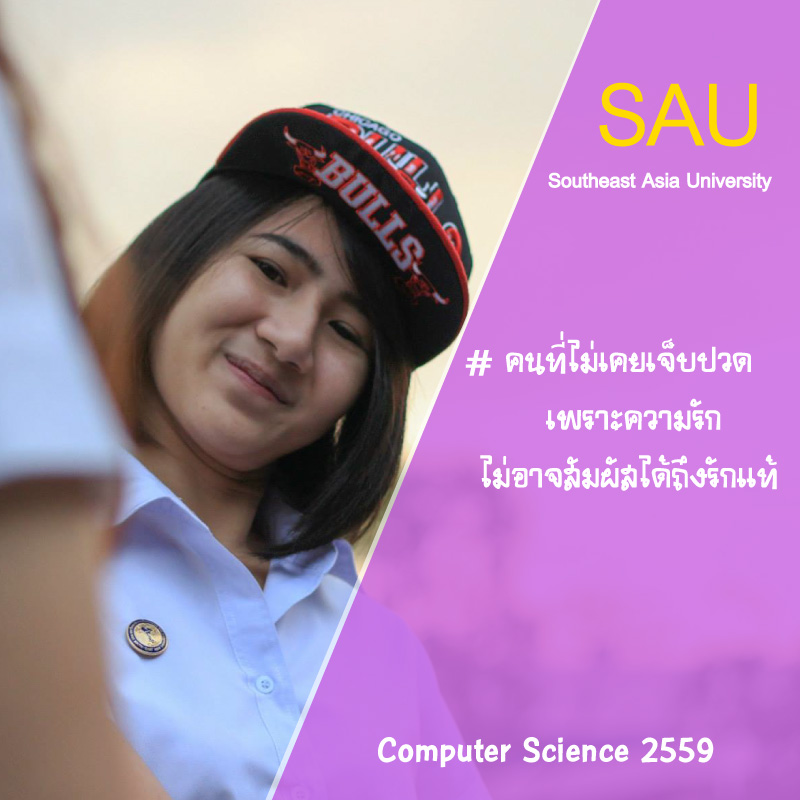 CHICAGO
BULLS
SAU
Southeast Asia University
# คนที่ไม่เคยเจ็บปวด
เพราะความรัก
ไม่อาจสัมผัสได้ถึงรักแท้
Computer Science 2559